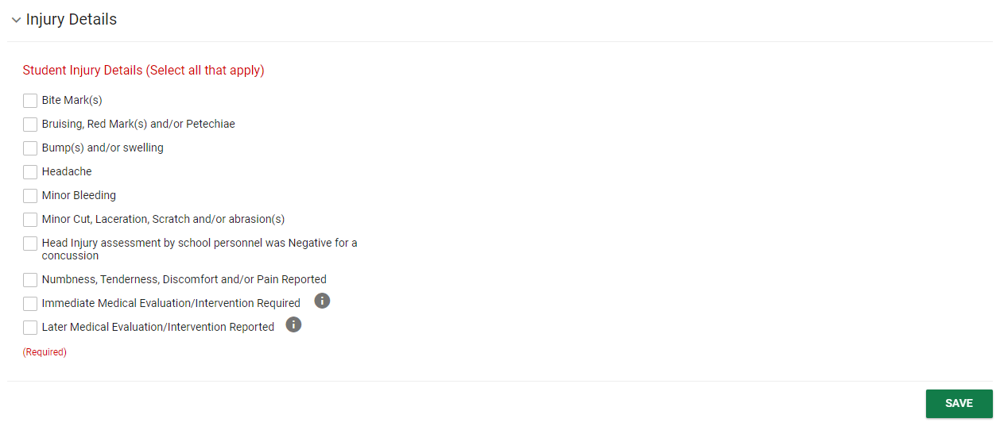 Injury Details
Student Injury Details (Select all that apply)
Bite Mark(s)
Bruising, Red Mark(s) and/or Petechiae
Bump(s) and/or swelling
Headache
Minor Bleeding
Minor Cut, Laceration, Scratch and/or abrasion(s)
Head Injury assessment by school personnel was Negative for a
concussion
Numbness, Tenderness, Discomfort and/or Pain Reported
Immediate Medical Evaluation/Intervention Required i
Later Medical Evaluation/Intervention Reported i
(Required)
SAVE